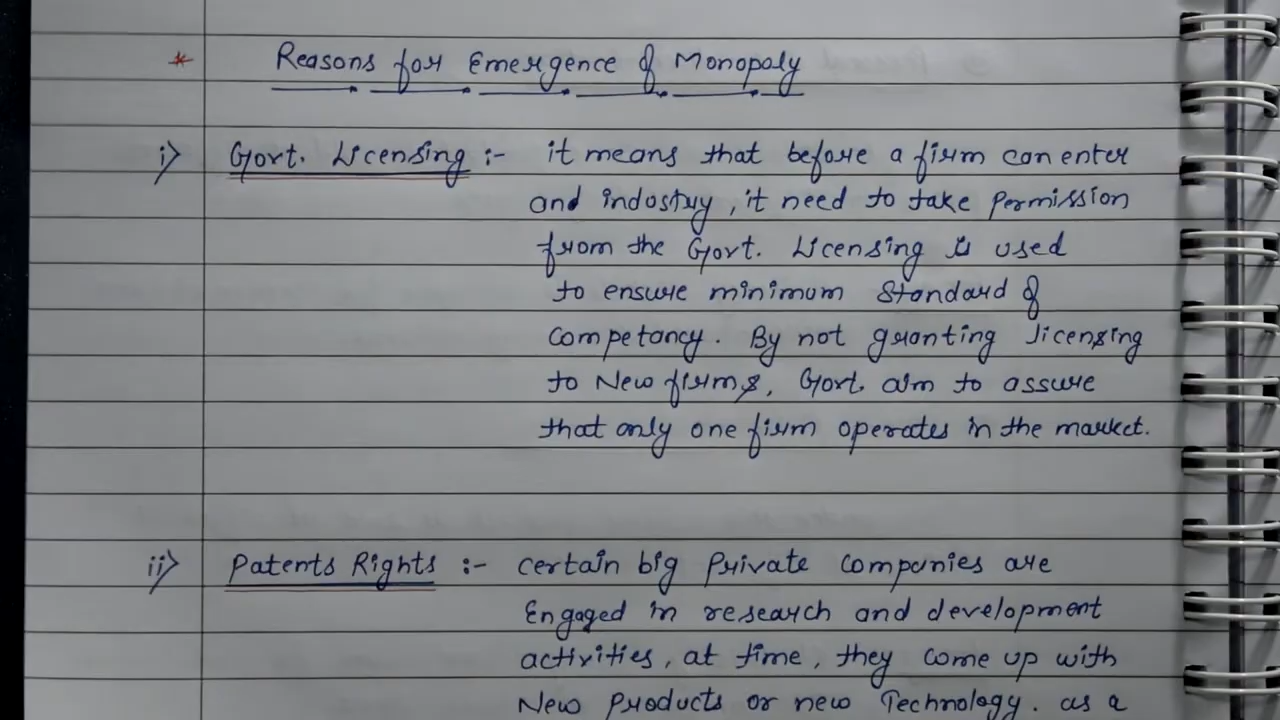 * Reasons for Emergence of Monopoly
i) Govt. Licensing :- it means that before a firm can enter
and industry, it need to take permission
from the Govt. Licensing is used
to ensure minimum Standard of
Competancy. By not granting licensing
to New firms, Govt. aim to assure
that only one firm operates in the market.
ii) Patents Rights :- certain big Private Companies are
Engaged in research and development
activities, at time, they come up with
New Products or new Technology. as a